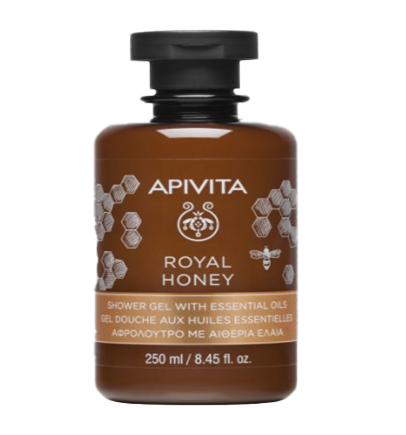 APIVITA
ROYAL
HONEY
SHOWER GEL WITH ESSENTIAL OILS
GEL DOUCHE AUX HUILES ESSENTIELLES
ΑΦΡΟΛΟΥΤΡΟ ΜΕ ΑΙΘΕΡΙΑ ΕΛΑΙΑ
250 ml / 8.45 fl. oz.